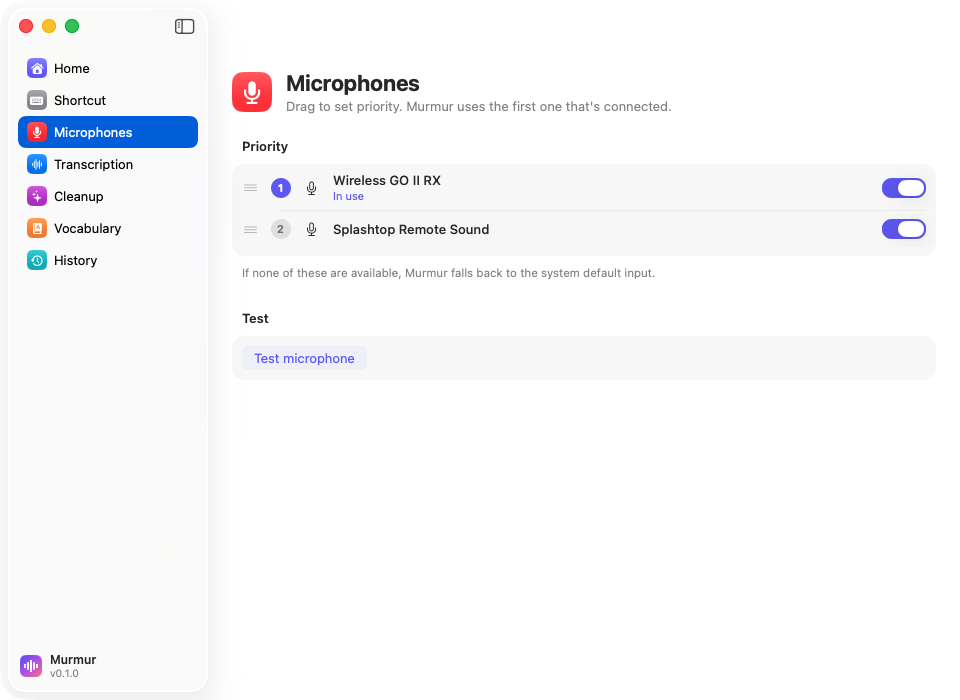 Home
Shortcut
Microphones
Transcription
Cleanup
Vocabulary
History
Murmur
v0.1.0
Microphones
Drag to set priority. Murmur uses the first one that's connected.
Priority
1
Wireless GO II RX
In use
2
Splashtop Remote Sound
If none of these are available, Murmur falls back to the system default input.
Test
Test microphone